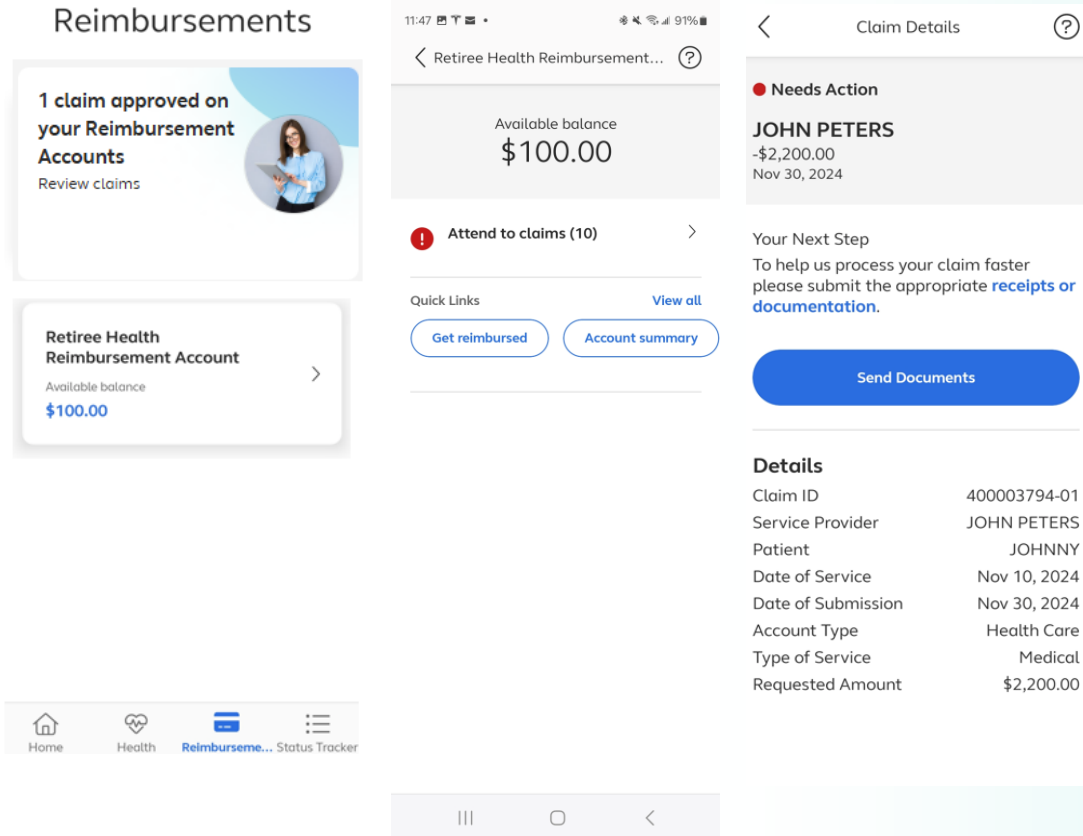 Reimbursements
1 claim approved on
your Reimbursement
Accounts
Review claims
Retiree Health
Reimbursement Account
Available balance
$100.00
Home
Health
Reimburseme...
Status Tracker
11:47
91%
Retiree Health Reimbursement...
Available balance
$100.00
Attend to claims (10)
Quick Links
View all
Get reimbursed
Account summary
Claim Details
Needs Action
JOHN PETERS
-$2,200.00
Nov 30, 2024
Your Next Step
To help us process your claim faster
please submit the appropriate receipts or
documentation.
Send Documents
Details
Claim ID 400003794-01
Service Provider JOHN PETERS
Patient JOHNNY
Date of Service Nov 10, 2024
Date of Submission Nov 30, 2024
Account Type Health Care
Type of Service Medical
Requested Amount $2,200.00